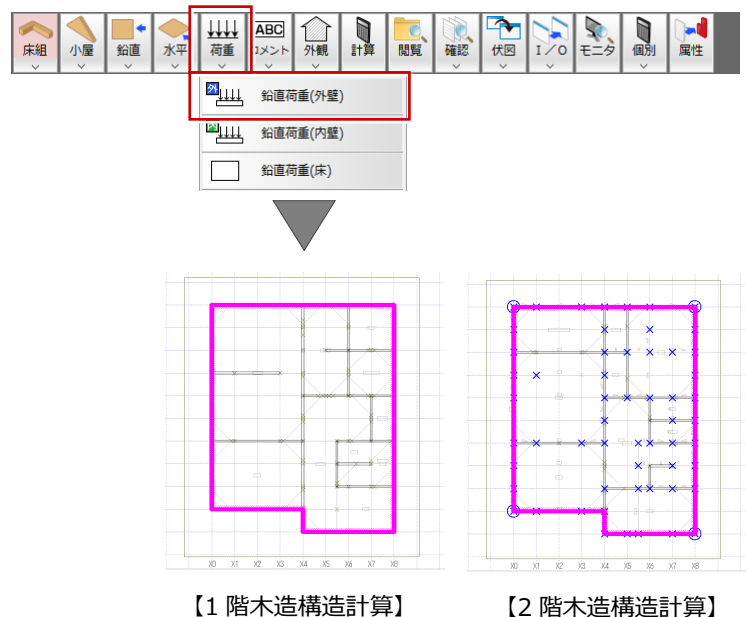 床組 小屋 鉛直 水平 荷重 コメント 外観 計算 閲覧 確認 伏図 I/O モニタ 個別 属性
ABC
外 鉛直荷重(外壁)
鉛直荷重(内壁)
鉛直荷重(床)
X0 X1 X2 X3 X4 X5 X6 X7 X8
X0 X1 X2 X3 X4 X5 X6 X7 X8
【1 階木造構造計算】
【2 階木造構造計算】